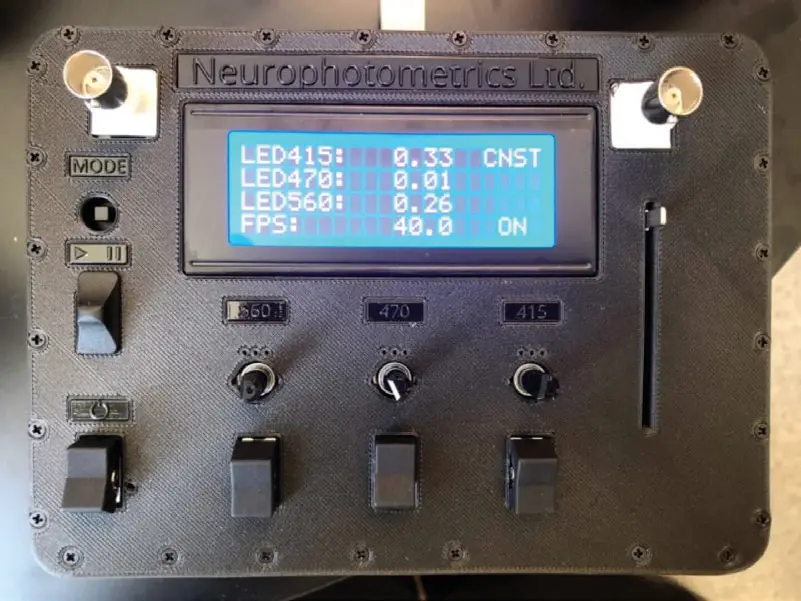 Neurophotometrics Ltd.
LED415: 0.33 CNST
LED470: 0.01
LED560: 0.26
FPS: 40.0 ON
MODE
560
470
415